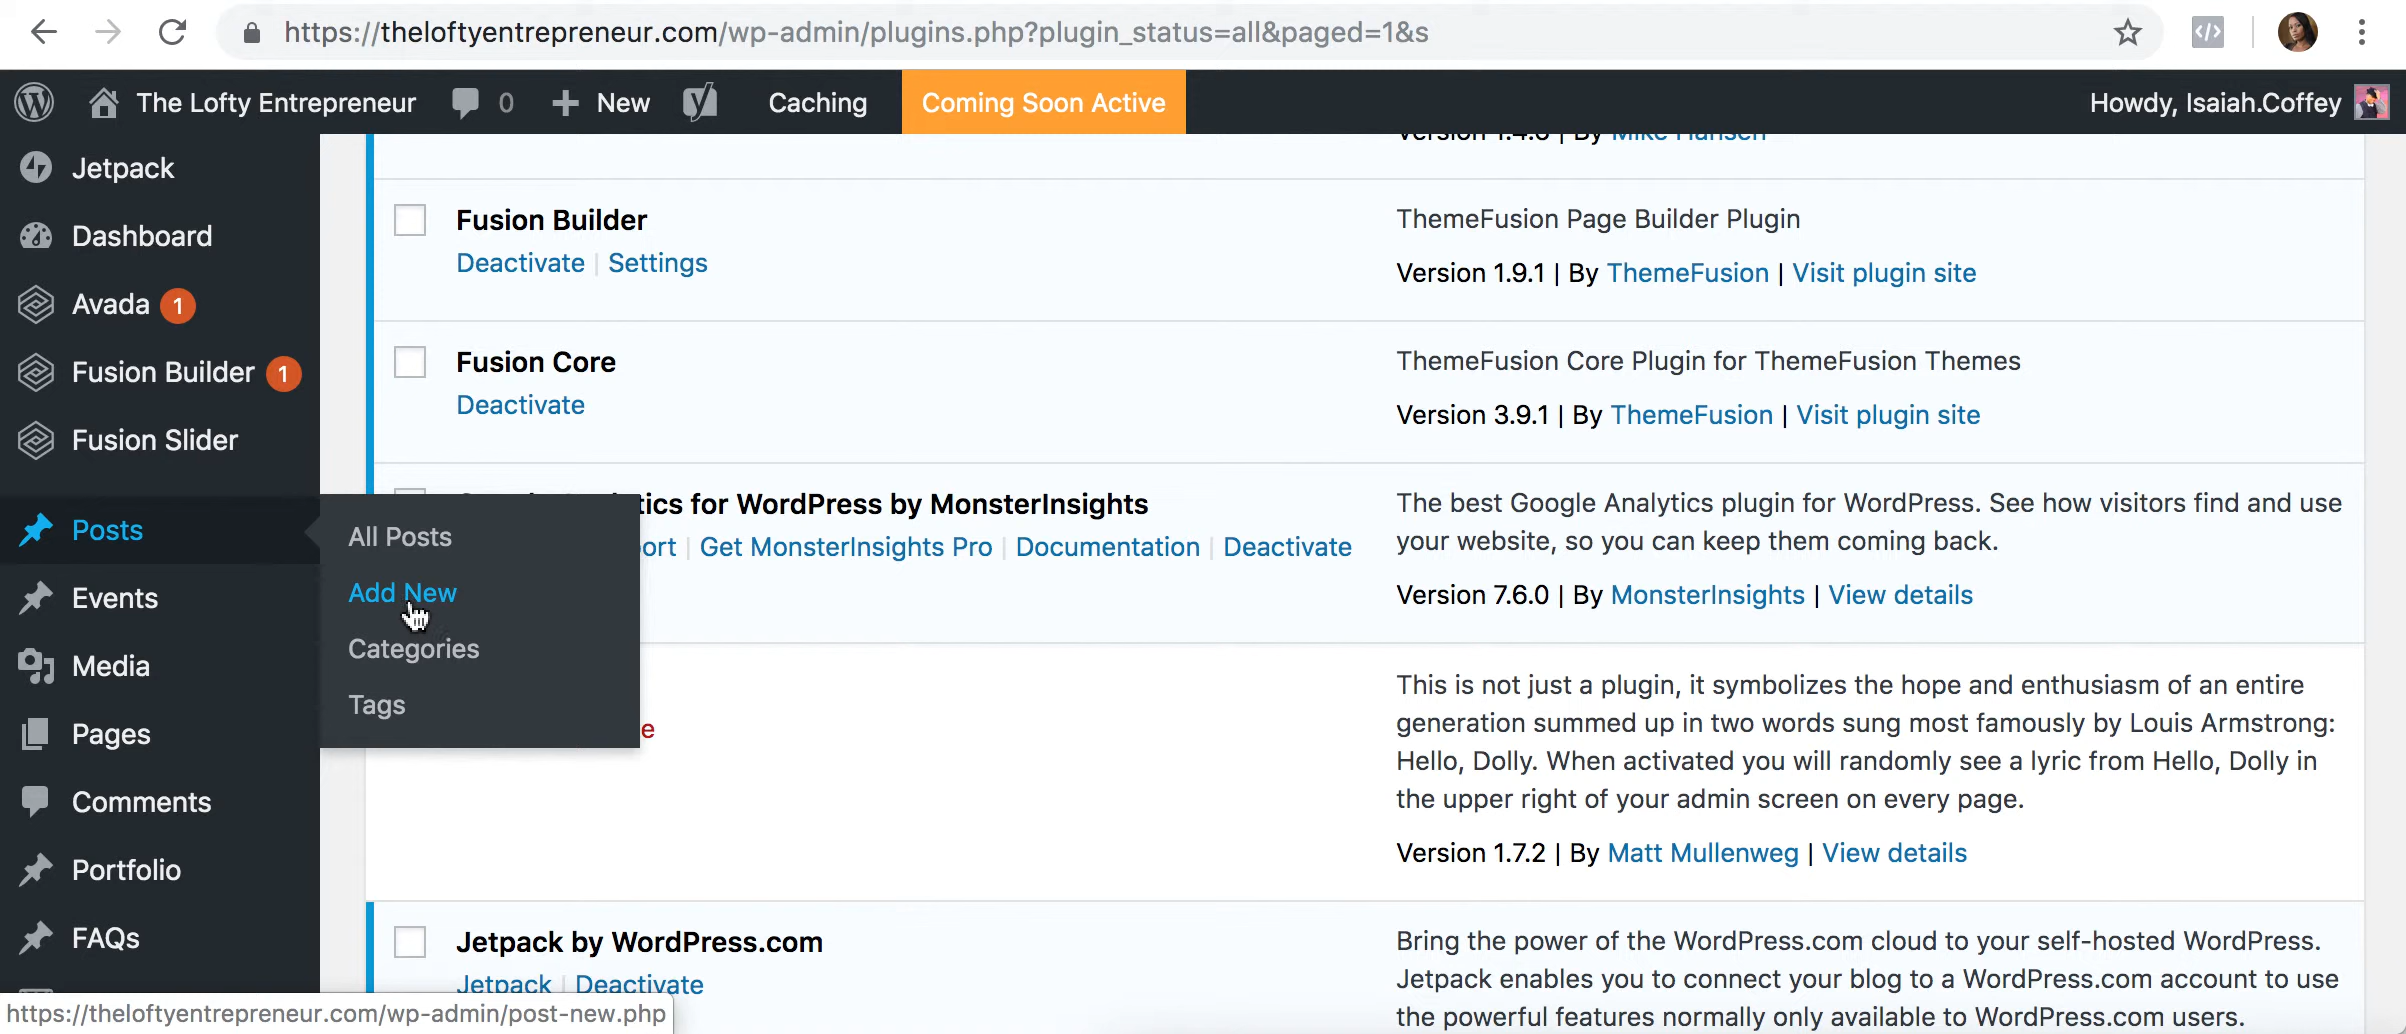 https://theloftyentrepreneur.com/wp-admin/plugins.php?plugin_status=all&paged=1&s
The Lofty Entrepreneur 0 New Caching Coming Soon Active Howdy, Isaiah.Coffey
Jetpack
Dashboard
Avada 1
Fusion Builder 1
Fusion Slider
Posts
Events
Media
Pages
Comments
Portfolio
FAQs
All Posts
Add New
Categories
Tags
Version 1.4.8 | By Mike Hansen
Fusion Builder
Deactivate | Settings
ThemeFusion Page Builder Plugin
Version 1.9.1 | By ThemeFusion | Visit plugin site
Fusion Core
Deactivate
ThemeFusion Core Plugin for ThemeFusion Themes
Version 3.9.1 | By ThemeFusion | Visit plugin site
tics for WordPress by MonsterInsights
ort | Get MonsterInsights Pro | Documentation | Deactivate
The best Google Analytics plugin for WordPress. See how visitors find and use
your website, so you can keep them coming back.
Version 7.6.0 | By MonsterInsights | View details
e
This is not just a plugin, it symbolizes the hope and enthusiasm of an entire
generation summed up in two words sung most famously by Louis Armstrong:
Hello, Dolly. When activated you will randomly see a lyric from Hello, Dolly in
the upper right of your admin screen on every page.
Version 1.7.2 | By Matt Mullenweg | View details
Jetpack by WordPress.com
Jetpack | Deactivate
Bring the power of the WordPress.com cloud to your self-hosted WordPress.
Jetpack enables you to connect your blog to a WordPress.com account to use
the powerful features normally only available to WordPress.com users.
https://theloftyentrepreneur.com/wp-admin/post-new.php